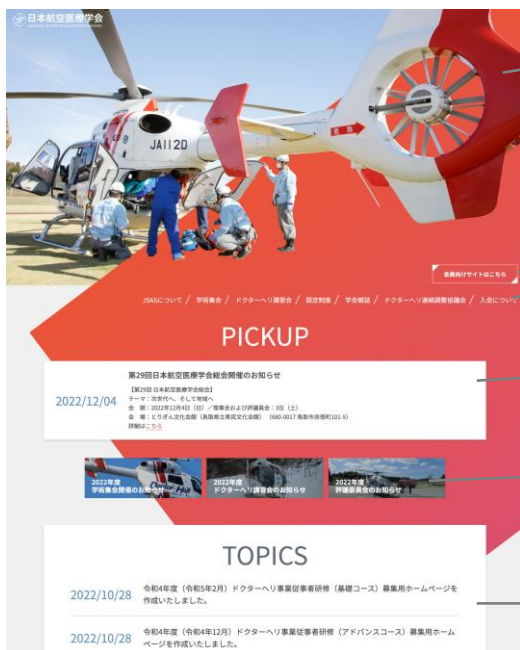 日本航空医療学会
JA112D
危険
会員向けサイトはこちら
JSASについて / 学術集会 / ドクターヘリ講習会 / 認定制度 / 学会雑誌 / ドクターヘリ連絡調整協議会 / 入会について
PICKUP
第29回日本航空医療学会総会開催のお知らせ
2022/12/04
【第29回 日本航空医療学会総会】
テーマ：次世代へ、そして地域へ
会　期：2022年12月4日（日）／理事会および評議員会：3日（土）
会　場：とりぎん文化会館（鳥取県立県民文化会館）（680-0017 鳥取市尚徳町101-5）
詳細はこちら
2022年度
学術集会開催のお知らせ
2022年度
ドクターヘリ講習会のお知らせ
2022年度
評議委員会のお知らせ
TOPICS
2022/10/28
令和4年度（令和5年2月）ドクターヘリ事業従事者研修（基礎コース）募集用ホームページを
作成いたしました。
2022/10/28
令和4年度（令和4年12月）ドクターヘリ事業従事者研修（アドバンスコース）募集用ホーム
ページを作成いたしました。